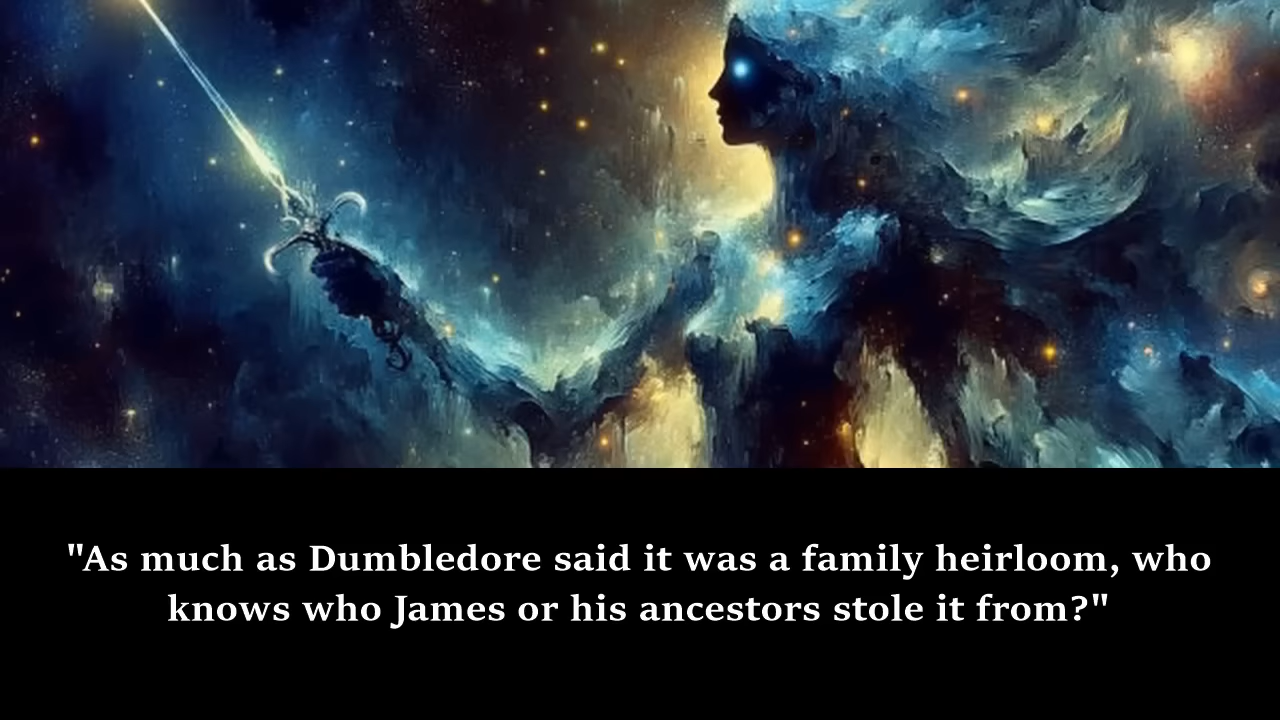 "As much as Dumbledore said it was a family heirloom, who
knows who James or his ancestors stole it from?"